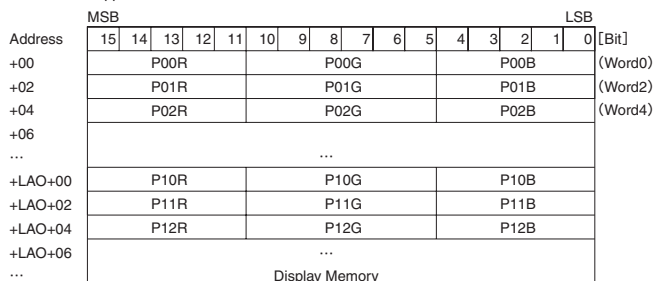 MSB LSB
Address 15 14 13 12 11 10 9 8 7 6 5 4 3 2 1 0 [Bit]
+00 P00R P00G P00B (Word0)
+02 P01R P01G P01B (Word2)
+04 P02R P02G P02B (Word4)
+06
… …
+LAO+00 P10R P10G P10B
+LAO+02 P11R P11G P11B
+LAO+04 P12R P12G P12B
+LAO+06 …
… Display Memory